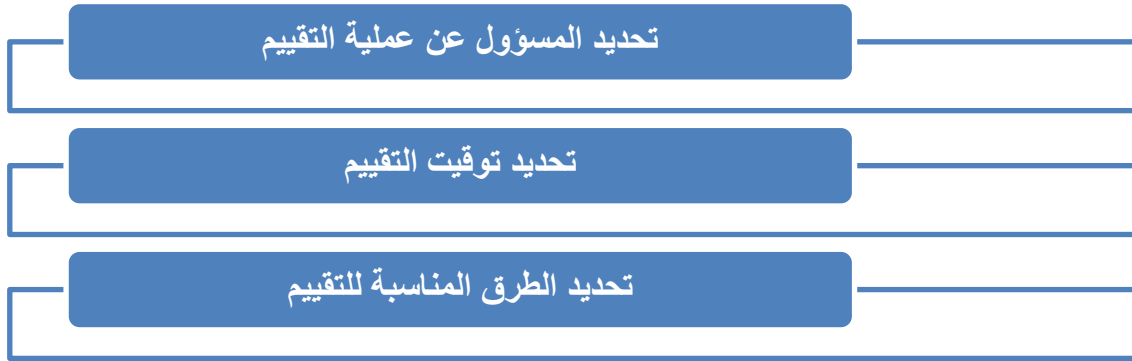 تحديد المسؤول عن عملية التقييم
تحديد توقيت التقييم
تحديد الطرق المناسبة للتقييم